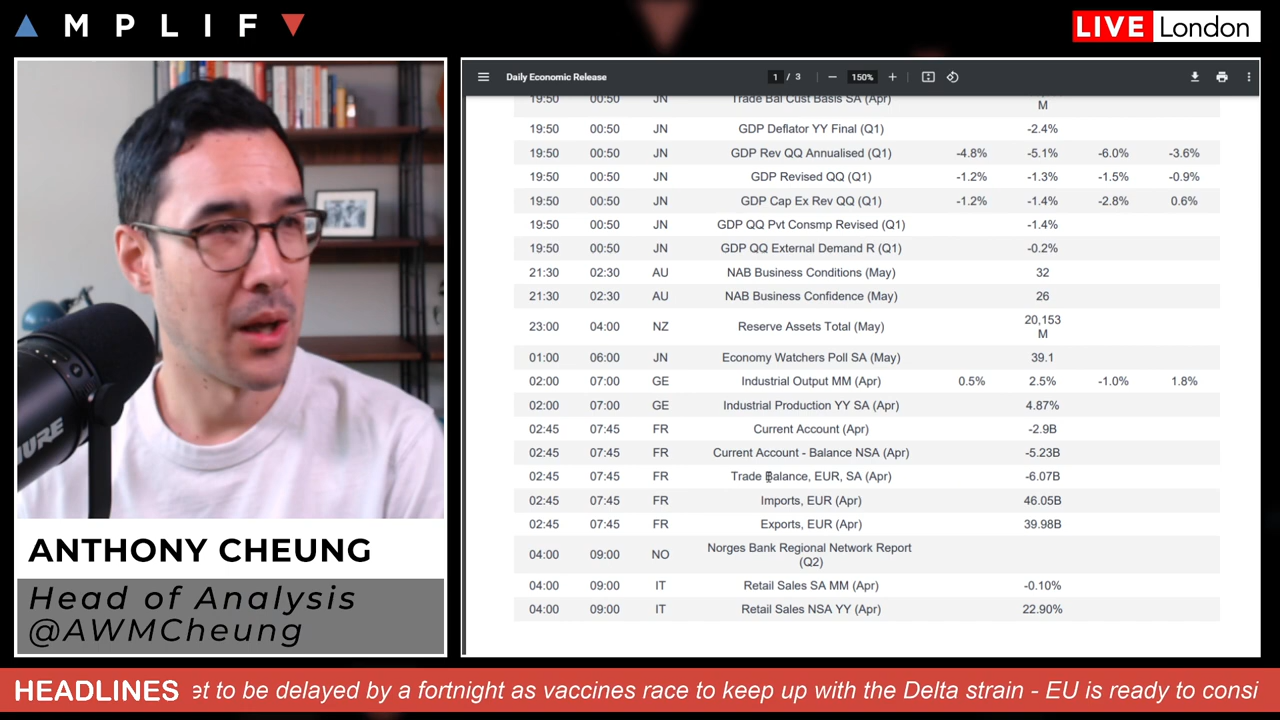 AMPLIFY
LIVE London
Daily Economic Release
1 / 3
150%
19:50 00:50 JN Trade Bal Cust Basis SA (Apr) M
19:50 00:50 JN GDP Deflator YY Final (Q1) -2.4%
19:50 00:50 JN GDP Rev QQ Annualised (Q1) -4.8% -5.1% -6.0% -3.6%
19:50 00:50 JN GDP Revised QQ (Q1) -1.2% -1.3% -1.5% -0.9%
19:50 00:50 JN GDP Cap Ex Rev QQ (Q1) -1.2% -1.4% -2.8% 0.6%
19:50 00:50 JN GDP QQ Pvt Consmp Revised (Q1) -1.4%
19:50 00:50 JN GDP QQ External Demand R (Q1) -0.2%
21:30 02:30 AU NAB Business Conditions (May) 32
21:30 02:30 AU NAB Business Confidence (May) 26
23:00 04:00 NZ Reserve Assets Total (May) 20,153 M
01:00 06:00 JN Economy Watchers Poll SA (May) 39.1
02:00 07:00 GE Industrial Output MM (Apr) 0.5% 2.5% -1.0% 1.8%
02:00 07:00 GE Industrial Production YY SA (Apr) 4.87%
02:45 07:45 FR Current Account (Apr) -2.9B
02:45 07:45 FR Current Account - Balance NSA (Apr) -5.23B
02:45 07:45 FR Trade Balance, EUR, SA (Apr) -6.07B
02:45 07:45 FR Imports, EUR (Apr) 46.05B
02:45 07:45 FR Exports, EUR (Apr) 39.98B
04:00 09:00 NO Norges Bank Regional Network Report
(Q2)
04:00 09:00 IT Retail Sales SA MM (Apr) -0.10%
04:00 09:00 IT Retail Sales NSA YY (Apr) 22.90%
URE
ANTHONY CHEUNG
Head of Analysis
@AWMCheung
HEADLINES et to be delayed by a fortnight as vaccines race to keep up with the Delta strain - EU is ready to consi